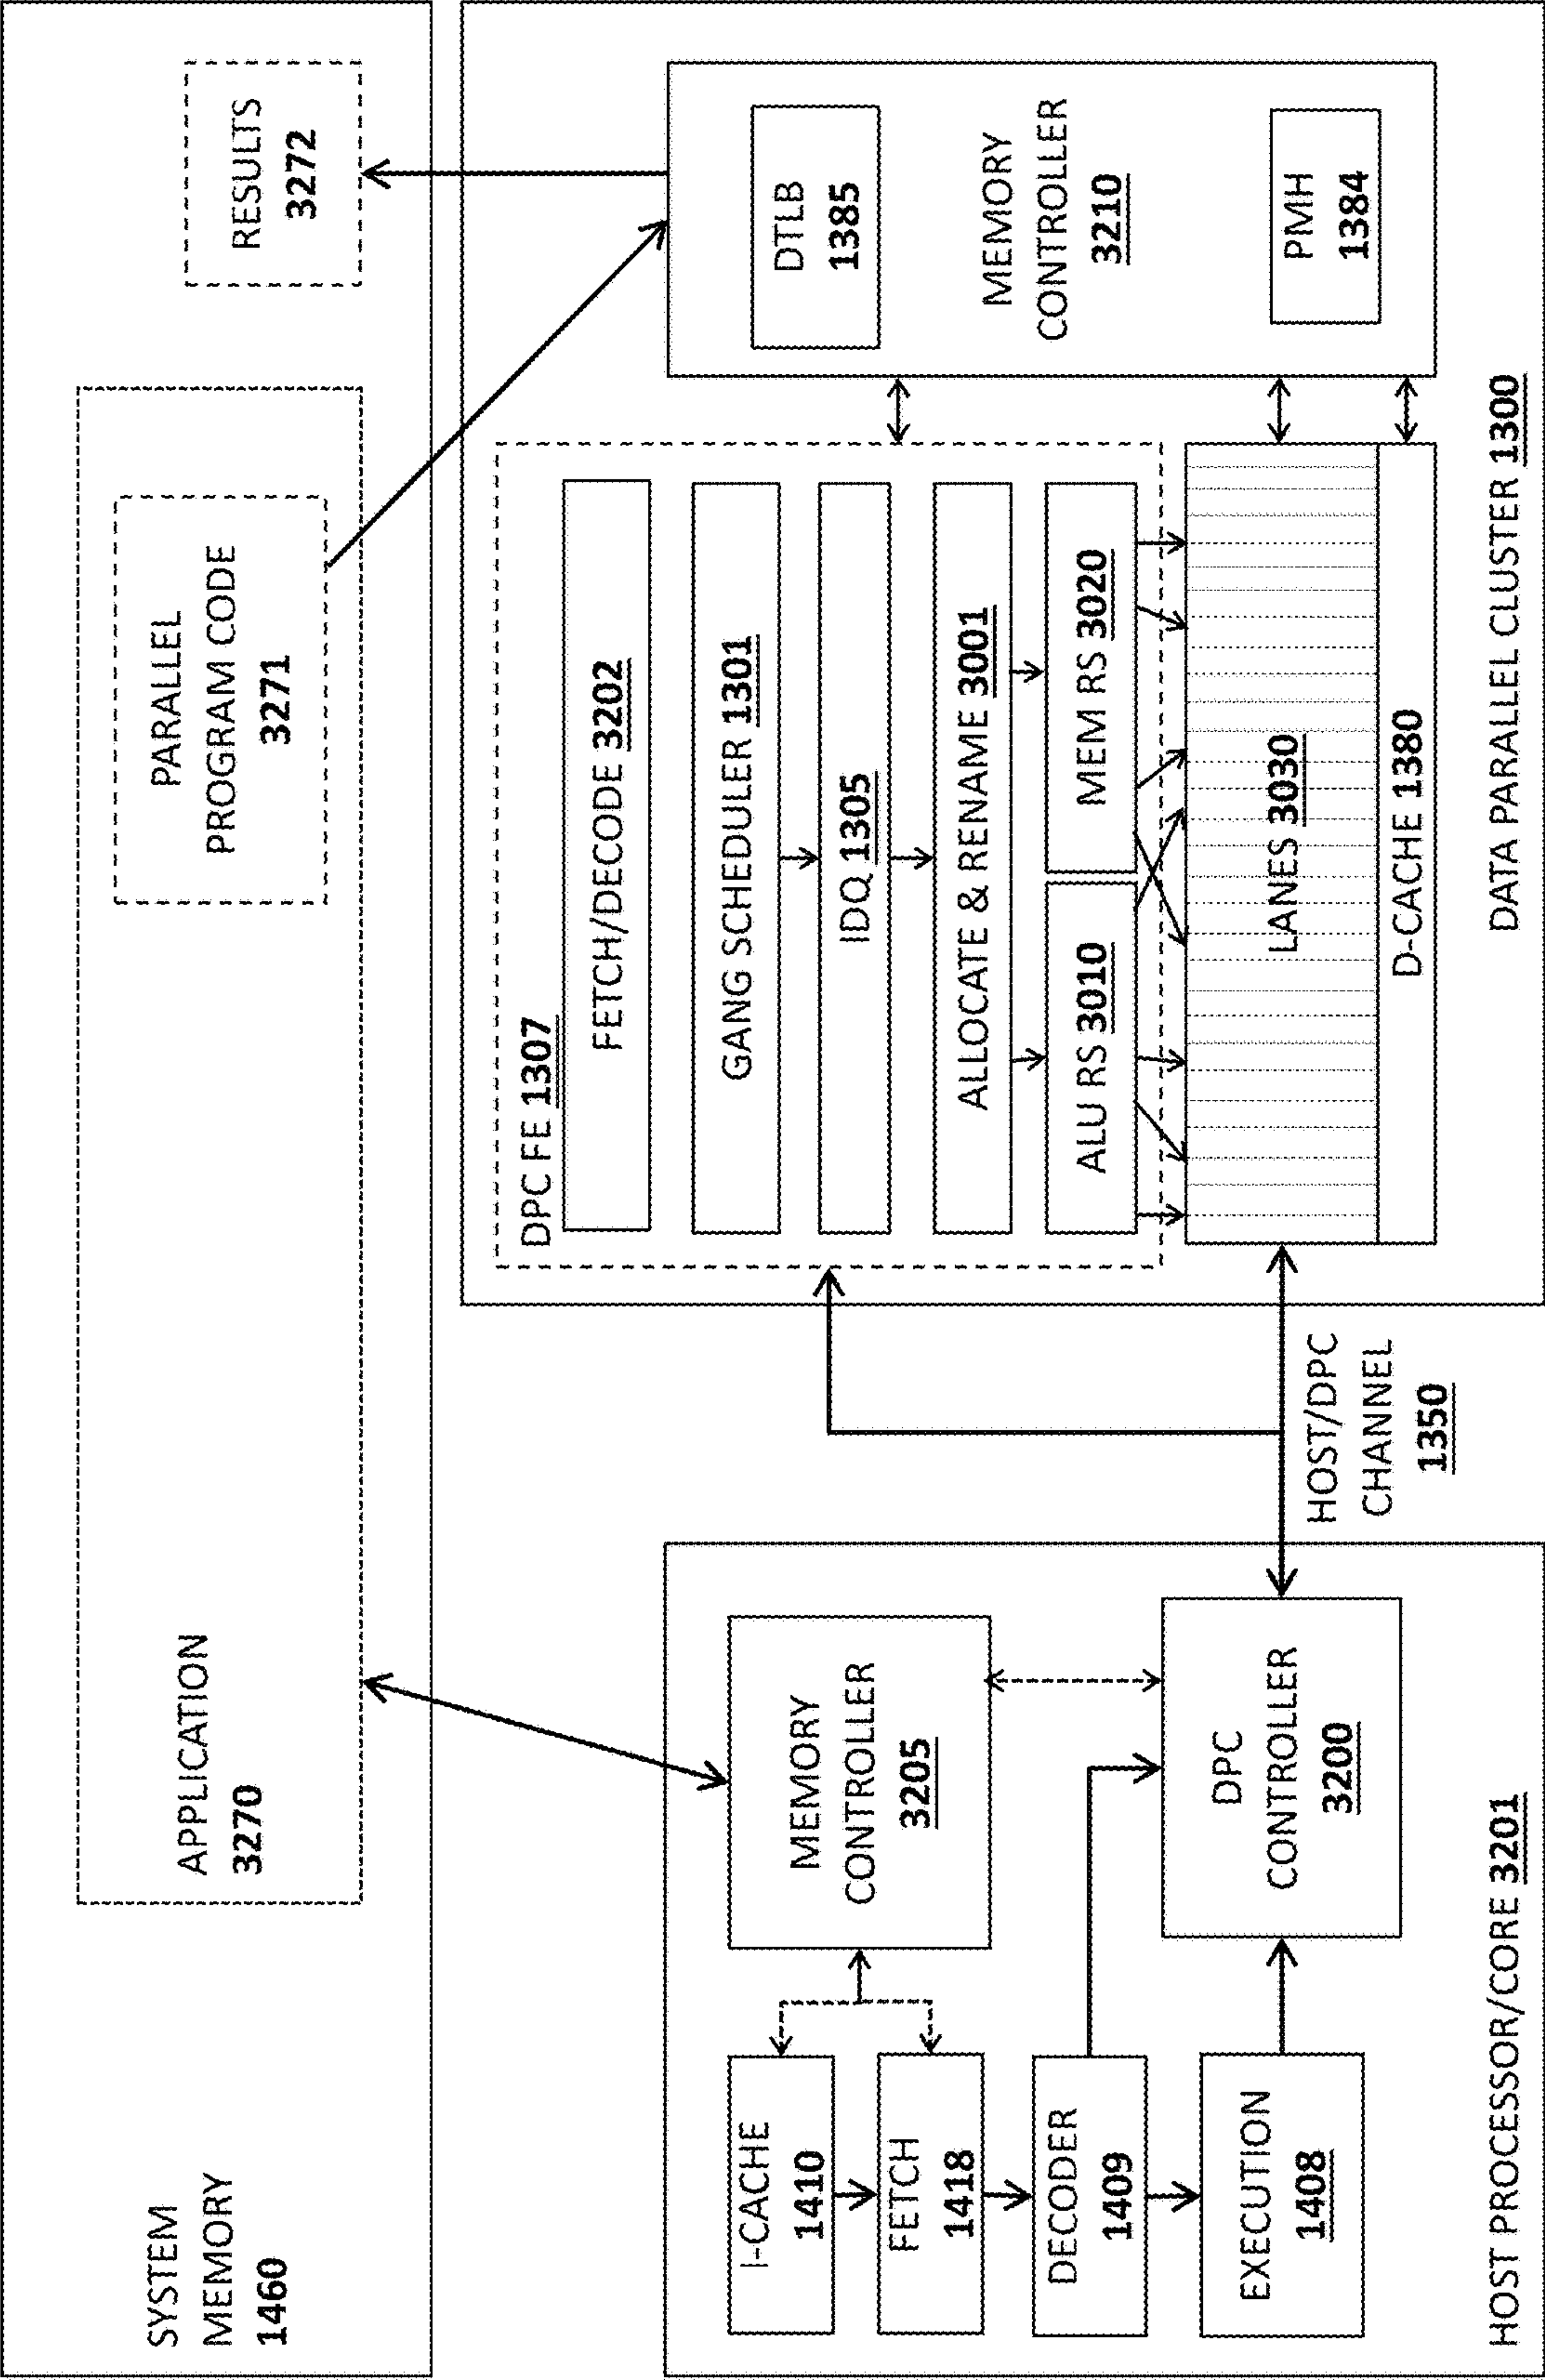 SYSTEM
MEMORY
1460
APPLICATION
3270
PARALLEL
PROGRAM CODE
3271
RESULTS
3272
I-CACHE
1410
FETCH
1418
DECODER
1409
EXECUTION
1408
MEMORY
CONTROLLER
3205
DPC
CONTROLLER
3200
HOST PROCESSOR/CORE 3201
HOST/DPC
CHANNEL
1350
DPC FE 1307
FETCH/DECODE 3202
GANG SCHEDULER 1301
IDQ 1305
ALLOCATE & RENAME 3001
ALU RS 3010
MEM RS 3020
LANES 3030
D-CACHE 1380
DTLB
1385
MEMORY
CONTROLLER
3210
PMH
1384
DATA PARALLEL CLUSTER 1300